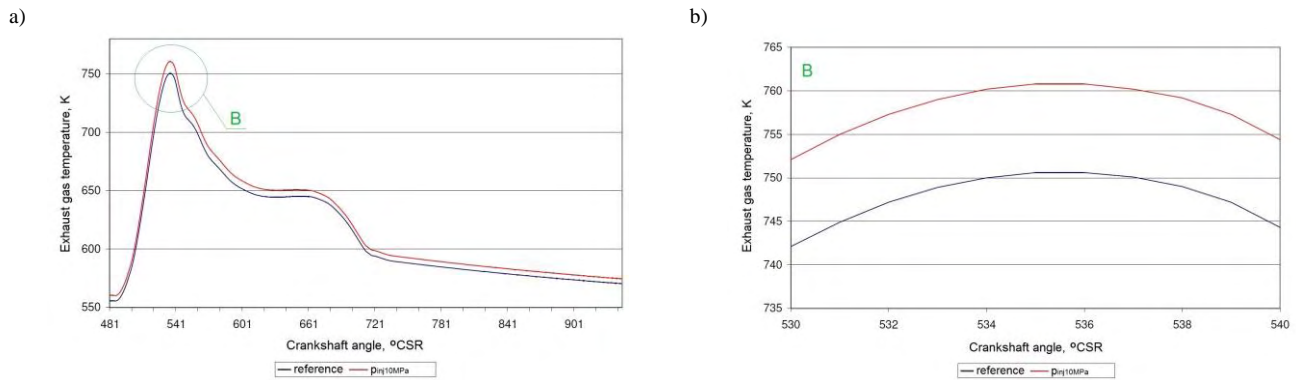 a)
Exhaust gas temperature, K
750
700
650
600
550
481 541 601 661 721 781 841 901
Crankshaft angle, ºCSR
reference pinj10MPa
B
b)
Exhaust gas temperature, K
765
760
755
750
745
740
735
530 532 534 536 538 540
Crankshaft angle, ºCSR
reference pinj10MPa
B